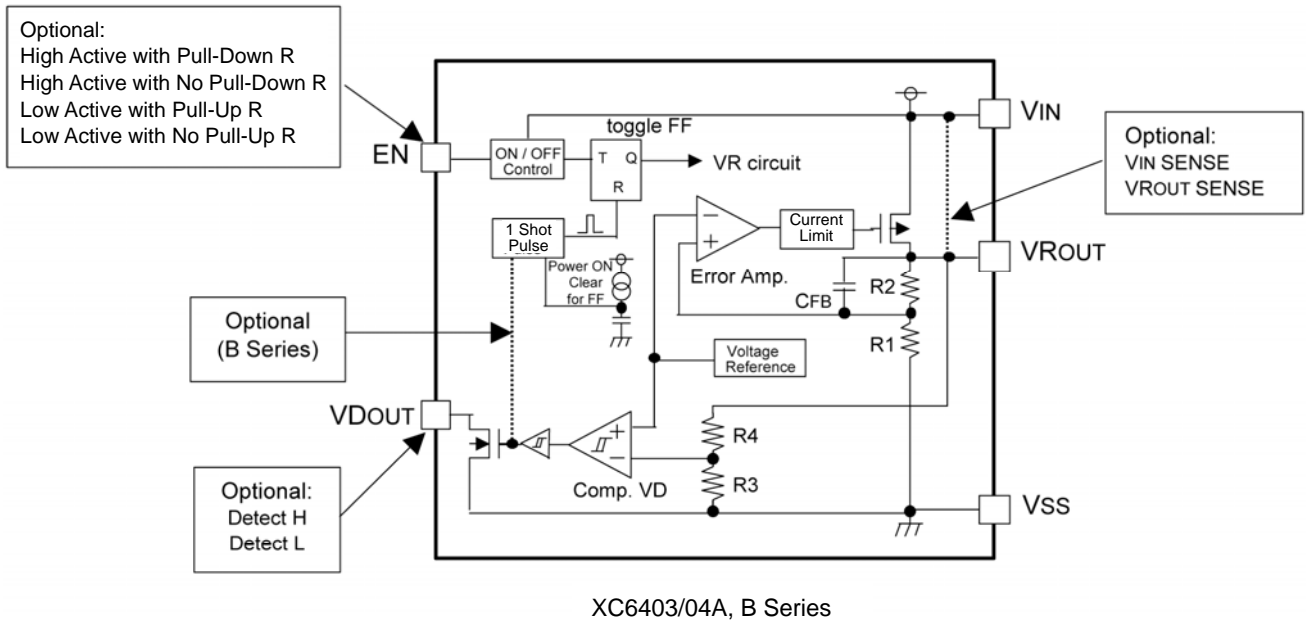 Optional:
High Active with Pull-Down R
High Active with No Pull-Down R
Low Active with Pull-Up R
Low Active with No Pull-Up R
EN
ON / OFF
Control
toggle FF
T Q
R
VR circuit
VIN
Optional:
VIN SENSE
VROUT SENSE
1 Shot
Pulse
Power ON
Clear
for FF
−
+
Error Amp.
Current
Limit
VROUT
CFB
R2
R1
Optional
(B Series)
Voltage
Reference
VDOUT
+
−
Comp. VD
R4
R3
Optional:
Detect H
Detect L
VSS
XC6403/04A, B Series